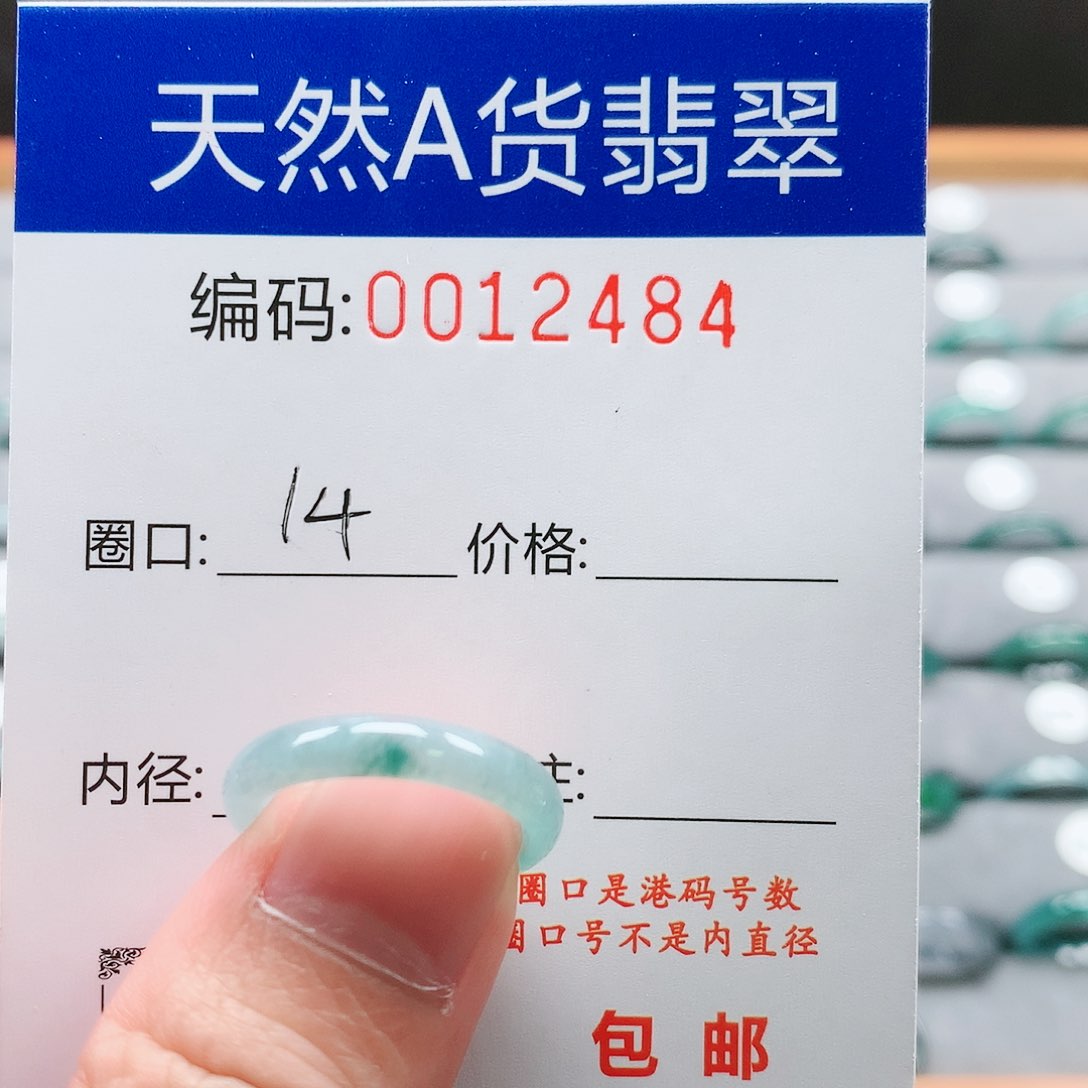 天然A货翡翠
编码:0012484
圈口: 14 价格:
内径: 注:
圈口是港码号数
圈口号不是内直径
包邮